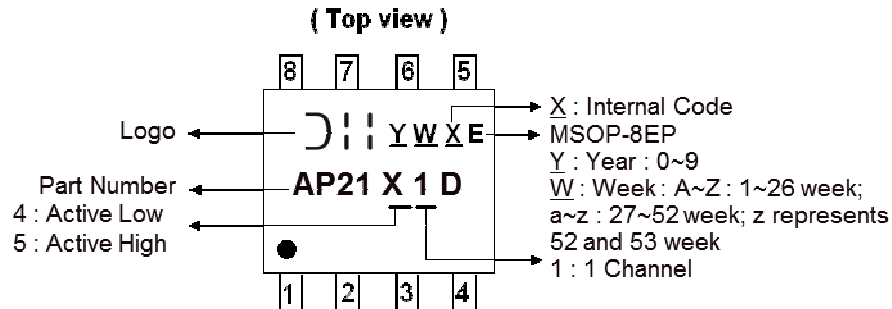 ( Top view )
8 7 6 5
Logo
Y W X E
X : Internal Code
MSOP-8EP
Y : Year : 0~9
W : Week : A~Z : 1~26 week;
a~z : 27~52 week; z represents
52 and 53 week
1 : 1 Channel
Part Number
AP21 X 1 D
4 : Active Low
5 : Active High
1 2 3 4